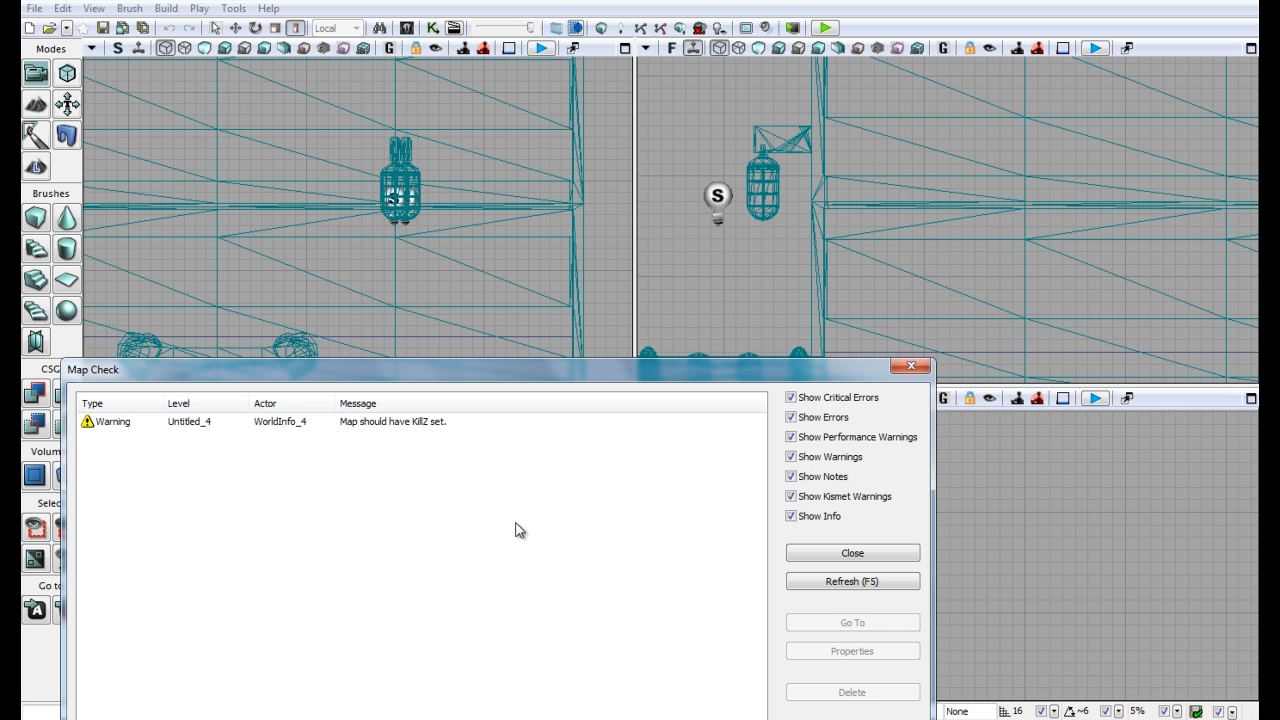 File Edit View Brush Build Play Tools Help
Local
Modes
S
G
F
G
S
Brushes
CSG
Map Check
Type Level Actor Message
Warning Untitled_4 WorldInfo_4 Map should have KillZ set.
Show Critical Errors
Show Errors
Show Performance Warnings
Show Warnings
Show Notes
Show Kismet Warnings
Show Info
Close
Refresh (F5)
Go To
Properties
Delete
G
Volum
Selec
Go to
None 16 ~6 5%